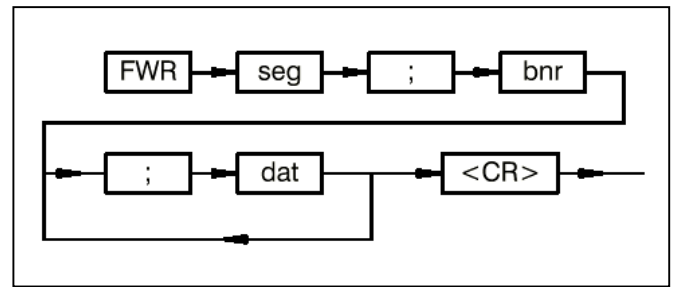 FWR seg ; bnr
; dat <CR>